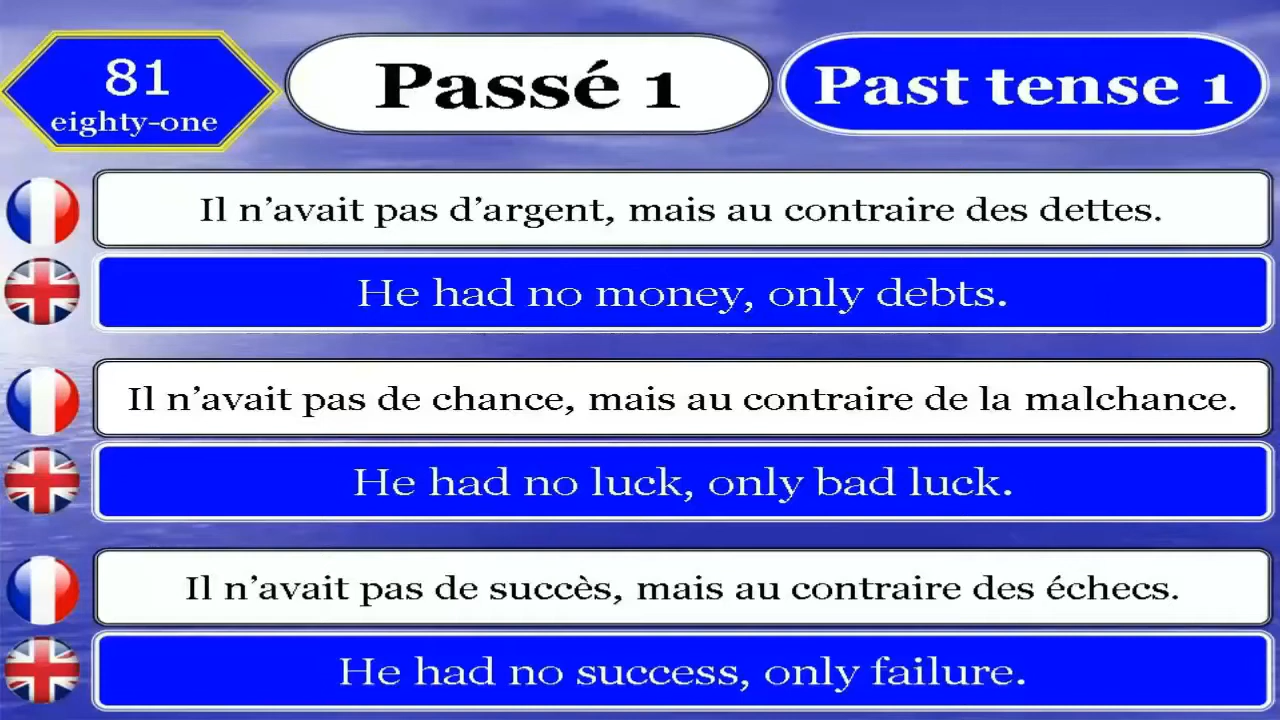 81
eighty-one
Passé 1
Past tense 1
Il n’avait pas d’argent, mais au contraire des dettes.
He had no money, only debts.
Il n’avait pas de chance, mais au contraire de la malchance.
He had no luck, only bad luck.
Il n’avait pas de succès, mais au contraire des échecs.
He had no success, only failure.